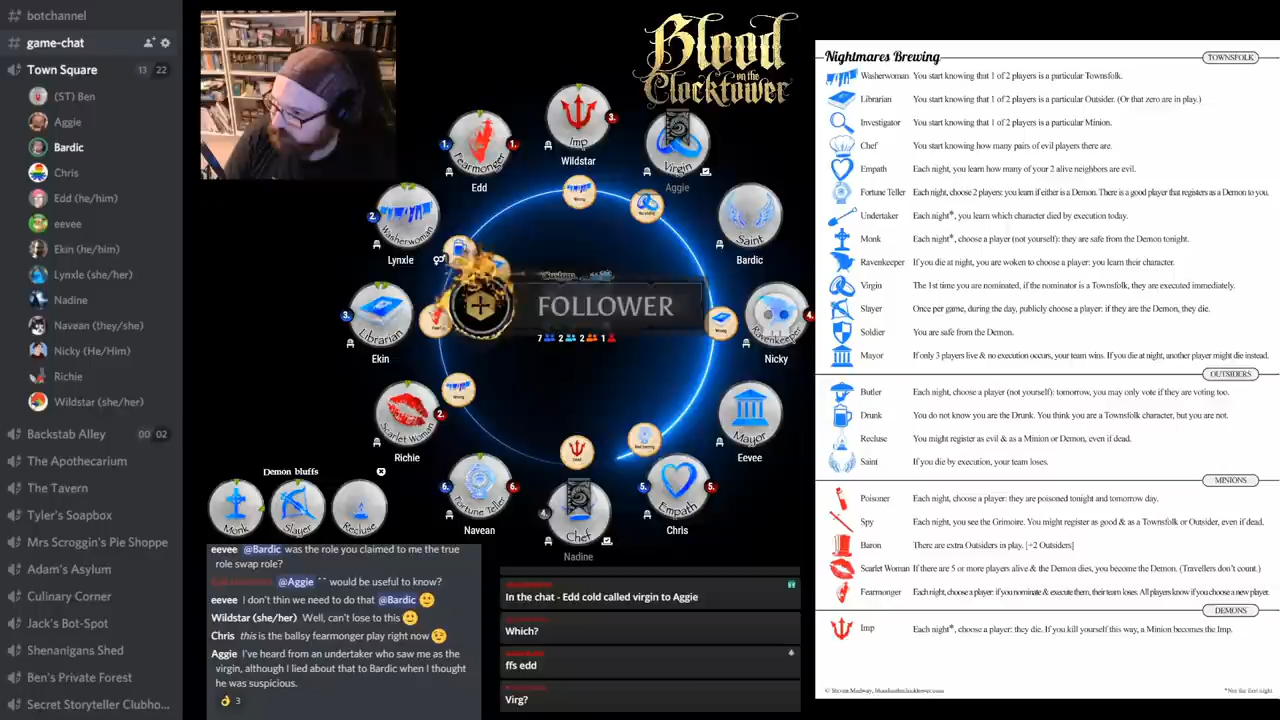 botchannel
game-chat
Town Square
13 22
(ST) Ben
Aggie
Bardic
Chris
Edd (he/him)
eevee
Ekin (he/him)
Lynxle (she/her)
Nadine
Navean (they/she)
Nicky (He/Him)
Richie
Wildstar (she/her)
Backstab Alley
00 02
The Apothecarium
The Tavern
Tyler's Soapbox
Mrs Scroggin's Pie Shoppe
Adam's Asylum
Culinary Corner
Jack's Bot-Spot
Shenanigans Shed
Ben's Private Forest
Secret Storyteller Clubho...
Blood
on the
Clocktower
Imp
3.
Wildstar
1.
Fearmonger
1.
Edd
Virgin
Aggie
2.
Washerwoman
Lynxle
Saint
Bardic
3.
Librarian
Ekin
FOLLOWER
7 2 2 1
Wrong
Ravenkeeper
4.
Nicky
Scarlet Woman
2.
Richie
Wrong
Mayor
Eevee
6.
Fortune Teller
6.
Navean
Chef
Nadine
5.
Empath
5.
Chris
Demon bluffs
Monk
Slayer
Recluse
eevee @Bardic was the role you claimed to me the true
role swap role?
@Aggie ^^ would be useful to know?
eevee I don't think we need to do that @Bardic
Wildstar (she/her) Well, can't lose to this
Chris this is the ballsy fearmonger play right now
Aggie I've heard from an undertaker who saw me as the
virgin, although I lied about that to Bardic when I thought
he was suspicious.
3
In the chat - Edd cold called virgin to Aggie
Which?
ffs edd
Virg?
Nightmares Brewing
TOWNSFOLK
Washerwoman You start knowing that 1 of 2 players is a particular Townsfolk.
Librarian You start knowing that 1 of 2 players is a particular Outsider. (Or that zero are in play.)
Investigator You start knowing that 1 of 2 players is a particular Minion.
Chef You start knowing how many pairs of evil players there are.
Empath Each night, you learn how many of your 2 alive neighbors are evil.
Fortune Teller Each night, choose 2 players: you learn if either is a Demon. There is a good player that registers as a Demon to you.
Undertaker Each night*, you learn which character died by execution today.
Monk Each night*, choose a player (not yourself): they are safe from the Demon tonight.
Ravenkeeper If you die at night, you are woken to choose a player: you learn their character.
Virgin The 1st time you are nominated, if the nominator is a Townsfolk, they are executed immediately.
Slayer Once per game, during the day, publicly choose a player: if they are the Demon, they die.
Soldier You are safe from the Demon.
Mayor If only 3 players live & no execution occurs, your team wins. If you die at night, another player might die instead.
OUTSIDERS
Butler Each night, choose a player (not yourself): tomorrow, you may only vote if they are voting too.
Drunk You do not know you are the Drunk. You think you are a Townsfolk character, but you are not.
Recluse You might register as evil & as a Minion or Demon, even if dead.
Saint If you die by execution, your team loses.
MINIONS
Poisoner Each night, choose a player: they are poisoned tonight and tomorrow day.
Spy Each night, you see the Grimoire. You might register as good & as a Townsfolk or Outsider, even if dead.
Baron There are extra Outsiders in play. [+2 Outsiders]
Scarlet Woman If there are 5 or more players alive & the Demon dies, you become the Demon. (Travellers don't count.)
Fearmonger Each night, choose a player: if you nominate & execute them, their team loses. All players know if you choose a new player.
DEMONS
Imp Each night*, choose a player: they die. If you kill yourself this way, a Minion becomes the Imp.
*Not the first night